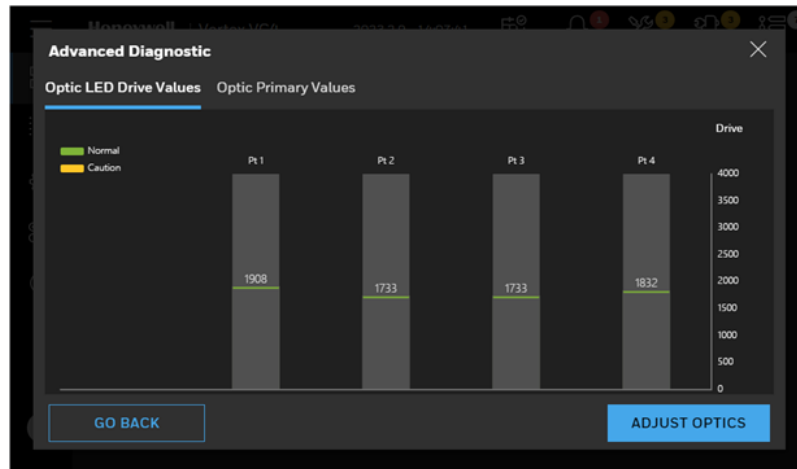 Honeywell | Vertex VC4
Advanced Diagnostic
Optic LED Drive Values Optic Primary Values
Drive
Normal
Caution
Pt 1 Pt 2 Pt 3 Pt 4
4000
3500
3000
2500
1908 1733 1733 1832
2000
1500
1000
500
0
GO BACK ADJUST OPTICS